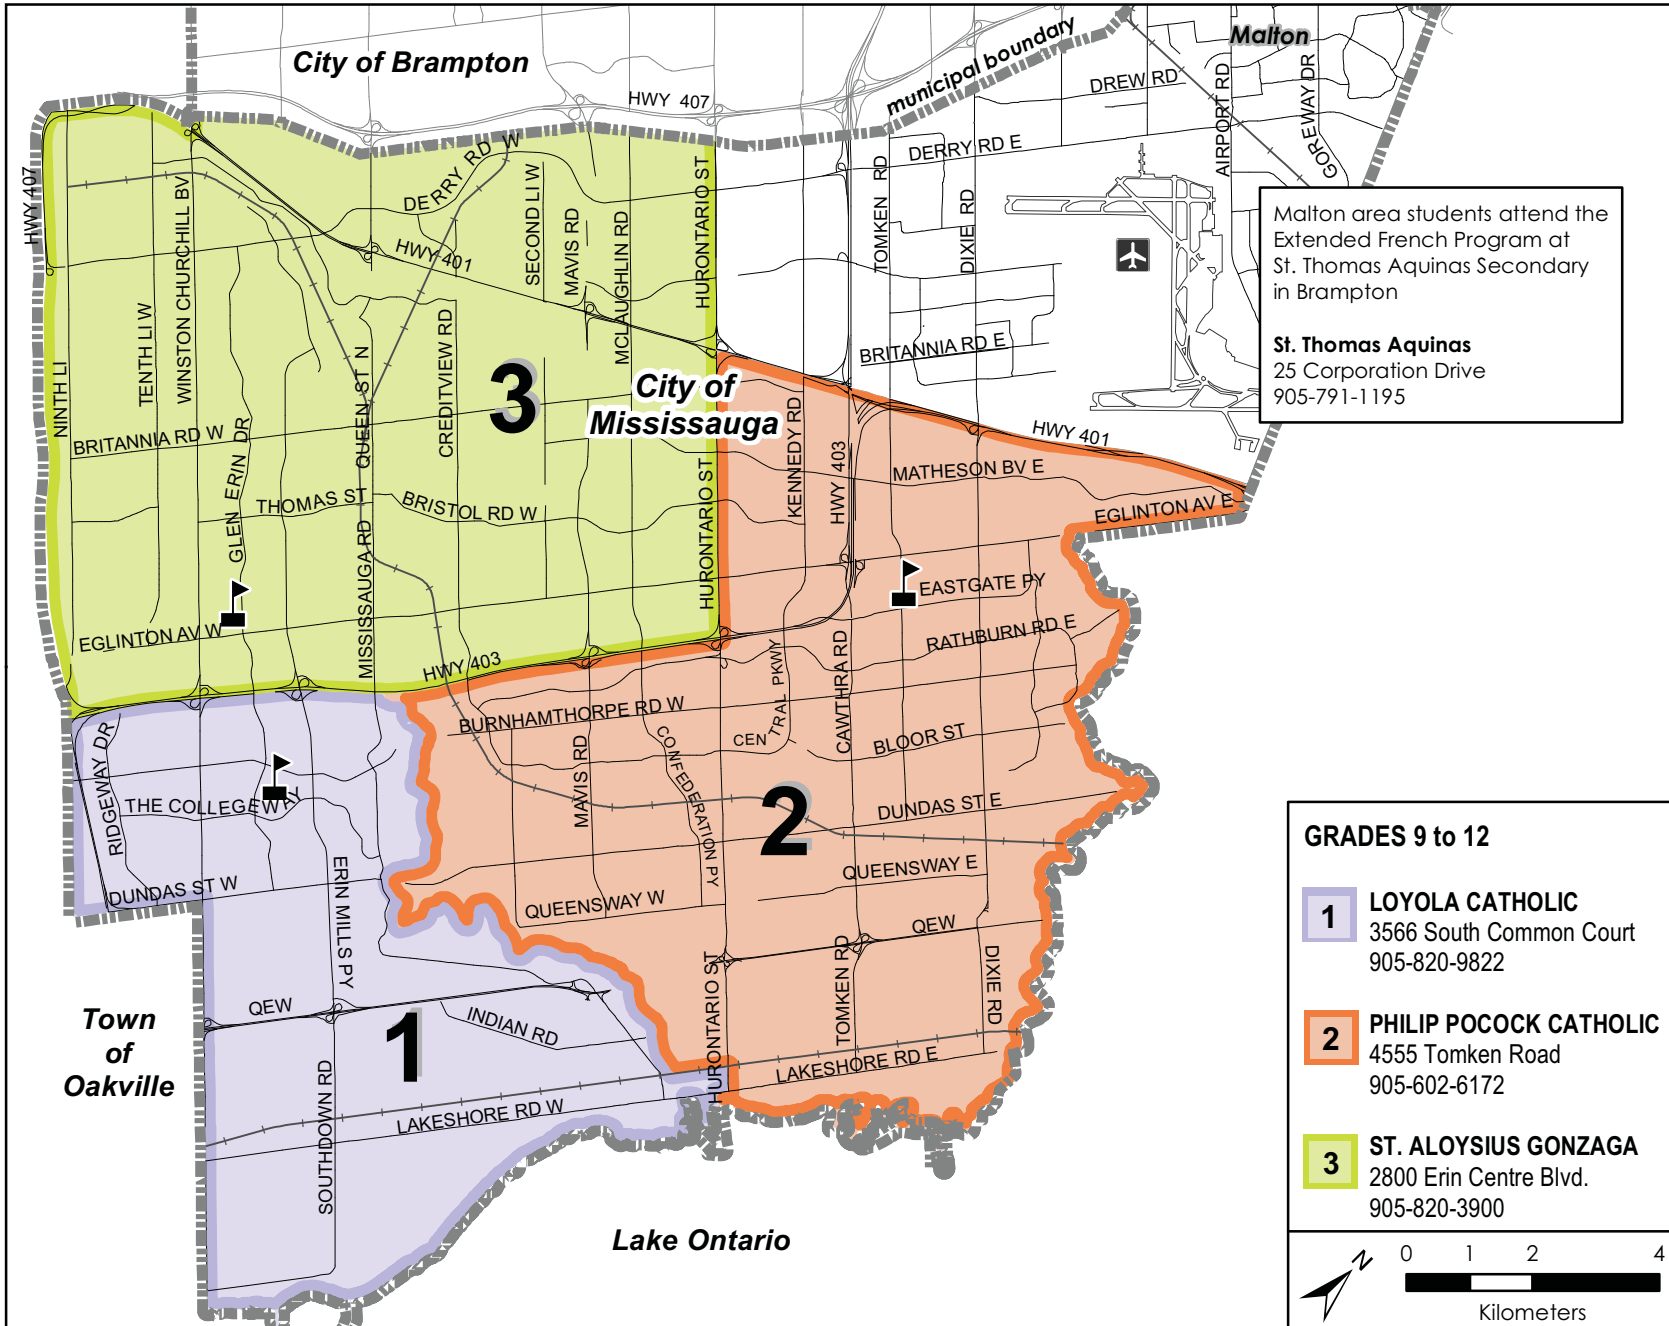 City of Brampton
municipal boundary
Malton
HWY 407
DREW RD
AIRPORT RD
GOREWAY DR
DERRY RD E
DERRY RD W
HWY 407
HWY 401
SECOND LI W
MAVIS RD
MCLAUGHLIN RD
HURONTARIO ST
TOMKEN RD
DIXIE RD
Malton area students attend the
Extended French Program at
St. Thomas Aquinas Secondary
in Brampton
St. Thomas Aquinas
25 Corporation Drive
905-791-1195
NINTH LI
TENTH LI W
WINSTON CHURCHILL BV
GLEN ERIN DR
QUEEN ST N
CREDITVIEW RD
3
City of
Mississauga
BRITANNIA RD E
BRITANNIA RD W
HWY 401
KENNEDY RD
HWY 403
MATHESON BV E
THOMAS ST
BRISTOL RD W
HURONTARIO ST
EGLINTON AV E
MISSISSAUGA RD
EASTGATE PY
EGLINTON AV W
HWY 403
RATHBURN RD E
BURNHAMTHORPE RD W
CENTRAL PKWY
CAWTHRA RD
BLOOR ST
RIDGEWAY DR
THE COLLEGEWAY
MAVIS RD
CONFEDERATION PY
2
DUNDAS ST E
DUNDAS ST W
ERIN MILLS PY
QUEENSWAY E
QUEENSWAY W
QEW
HURONTARIO ST
TOMKEN RD
DIXIE RD
Town
of
Oakville
QEW
1
INDIAN RD
LAKESHORE RD E
LAKESHORE RD W
SOUTHDOWN RD
Lake Ontario
GRADES 9 to 12
1
LOYOLA CATHOLIC
3566 South Common Court
905-820-9822
2
PHILIP POCOCK CATHOLIC
4555 Tomken Road
905-602-6172
3
ST. ALOYSIUS GONZAGA
2800 Erin Centre Blvd.
905-820-3900
N
0 1 2 4
Kilometers